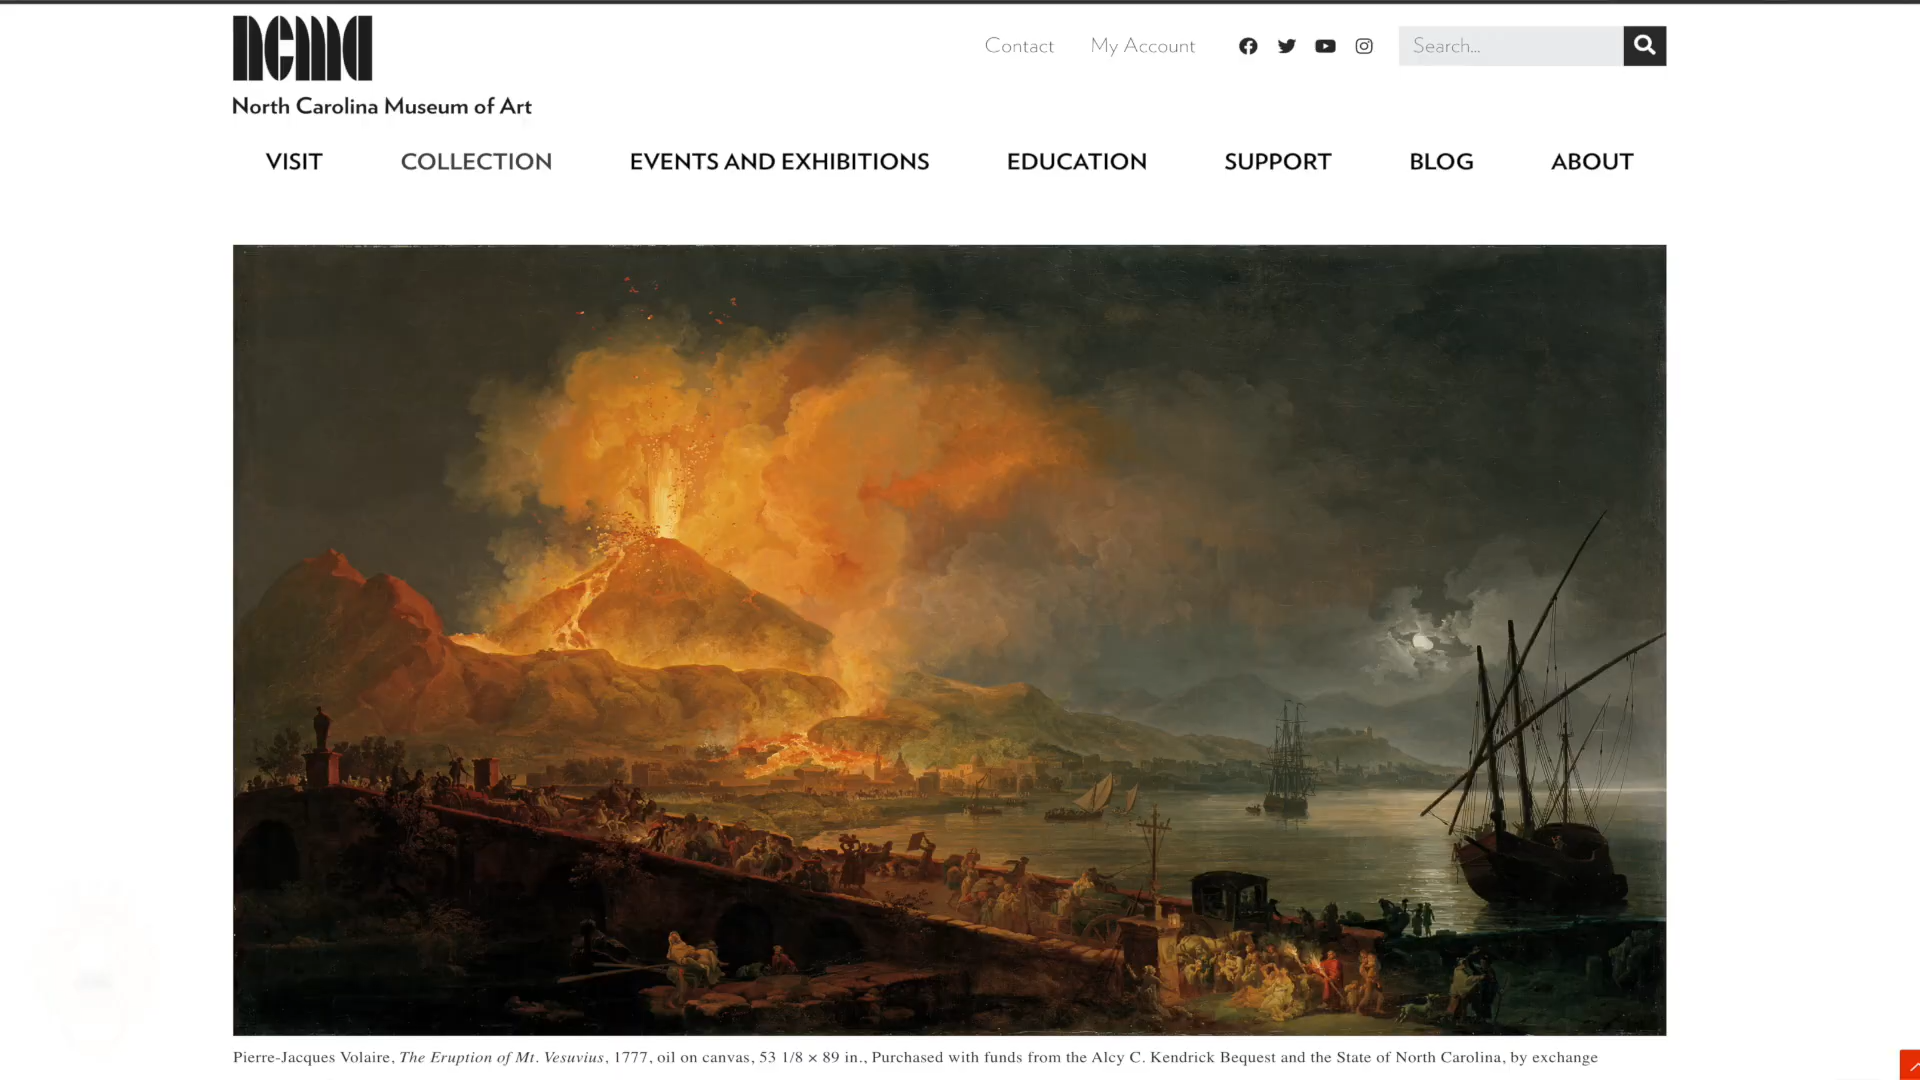 ncma
North Carolina Museum of Art
Contact My Account Search...
VISIT COLLECTION EVENTS AND EXHIBITIONS EDUCATION SUPPORT BLOG ABOUT
Pierre-Jacques Volaire, The Eruption of Mt. Vesuvius, 1777, oil on canvas, 53 1/8 × 89 in., Purchased with funds from the Alcy C. Kendrick Bequest and the State of North Carolina, by exchange